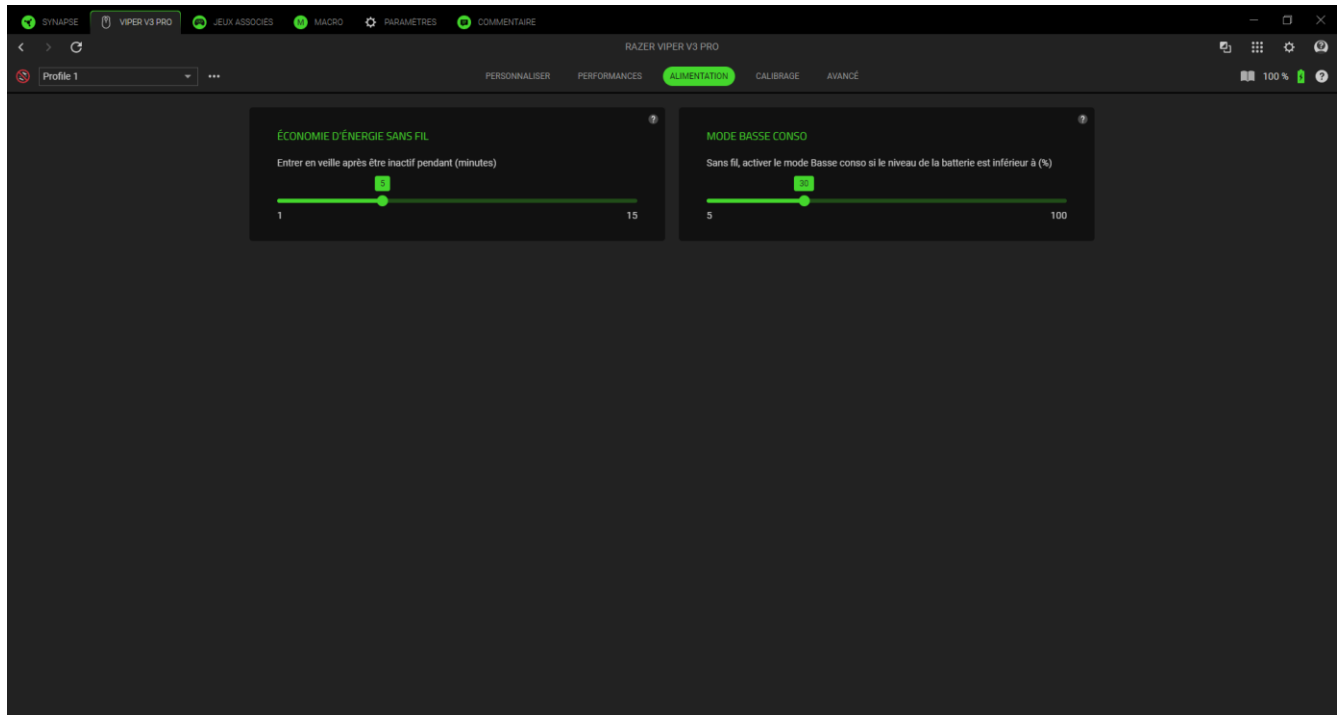 SYNAPSE VIPER V3 PRO JEUX ASSOCIÉS MACRO PARAMÈTRES COMMENTAIRE
RAZER VIPER V3 PRO
Profile 1 PERSONNALISER PERFORMANCES ALIMENTATION CALIBRAGE AVANCÉ 100 %
ÉCONOMIE D'ÉNERGIE SANS FIL
Entrer en veille après être inactif pendant (minutes)
5
1 15
MODE BASSE CONSO
Sans fil, activer le mode Basse conso si le niveau de la batterie est inférieur à (%)
30
5 100